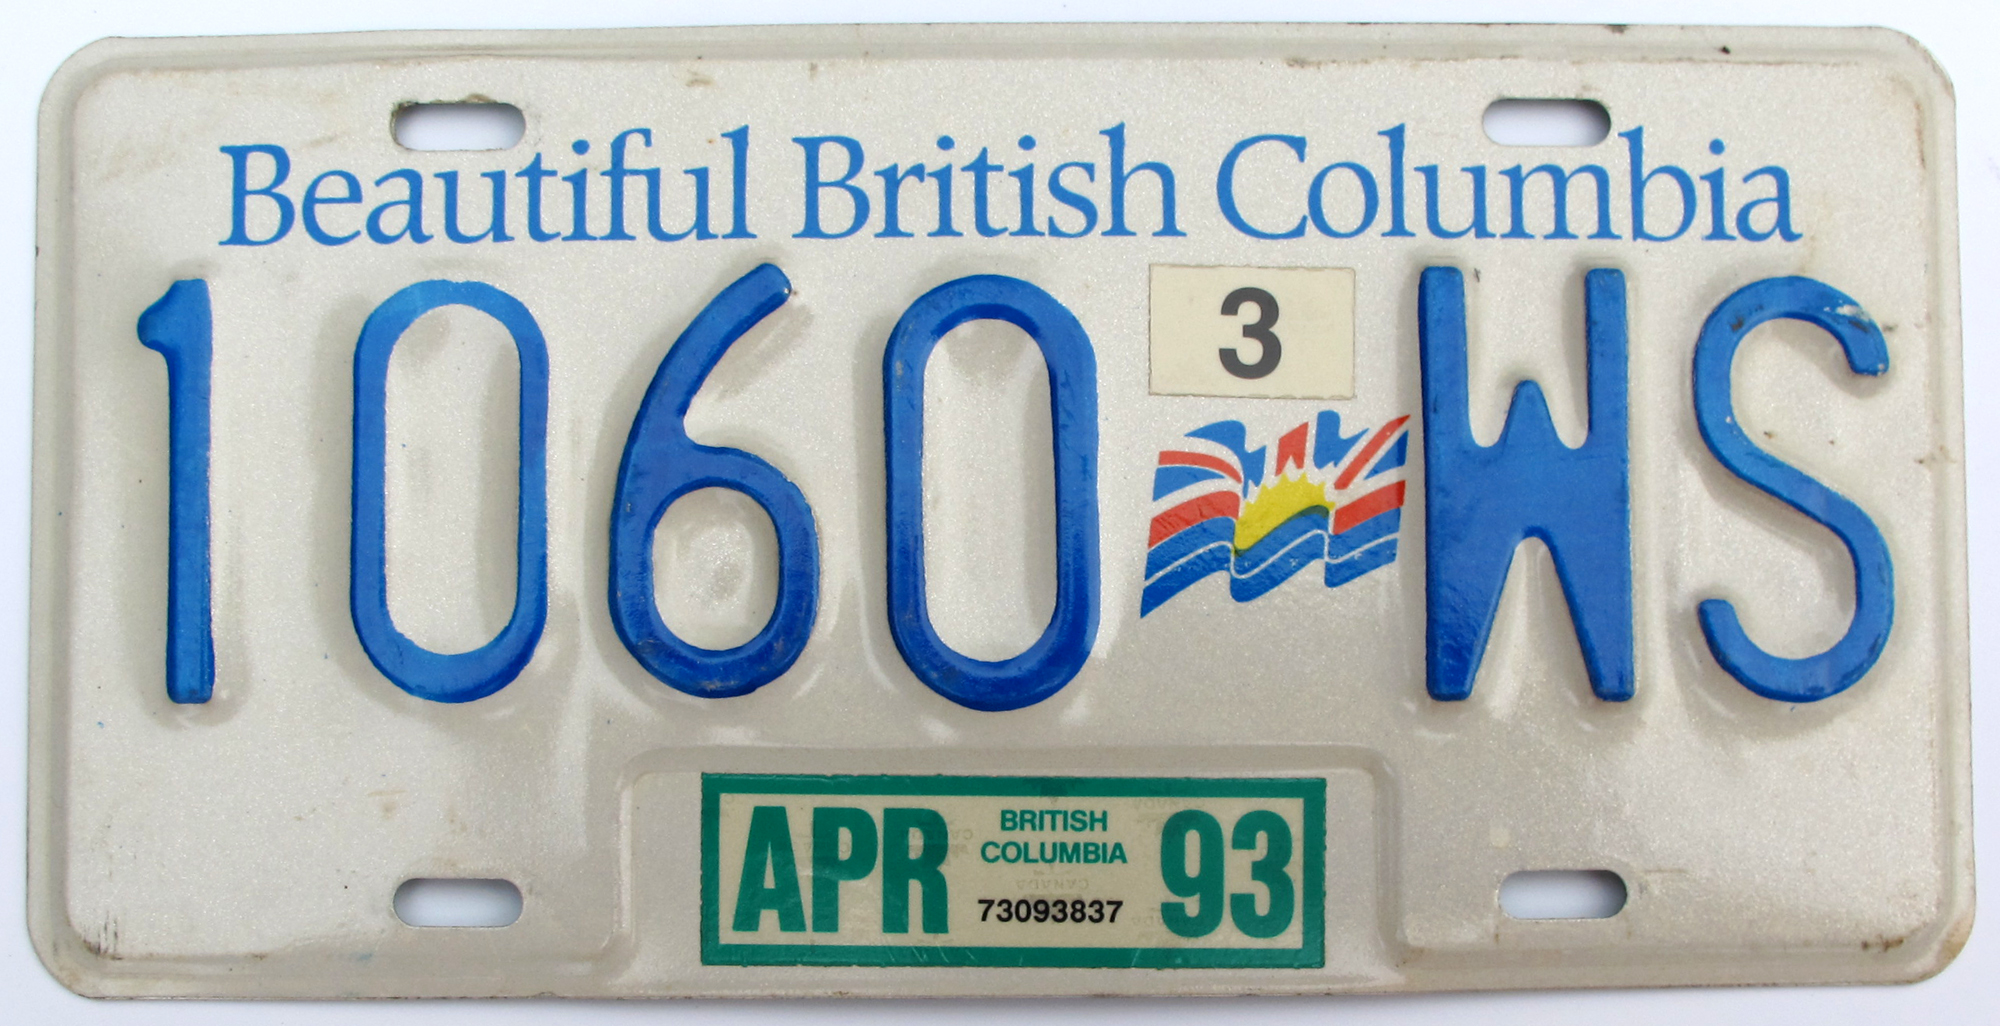 Beautiful British Columbia
1060 WS
3
APR BRITISH COLUMBIA 73093837 93